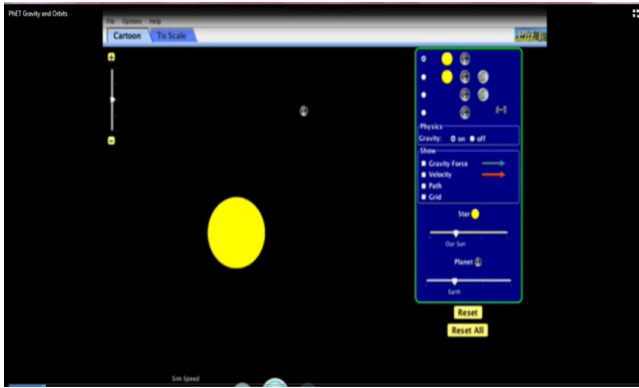 PhET Gravity and Orbits
File Options Help
Cartoon To Scale
Physics
Gravity: on off
Show
Gravity Force
Velocity
Path
Grid
Star
Our Sun
Planet
Earth
Reset
Reset All
Sim Speed